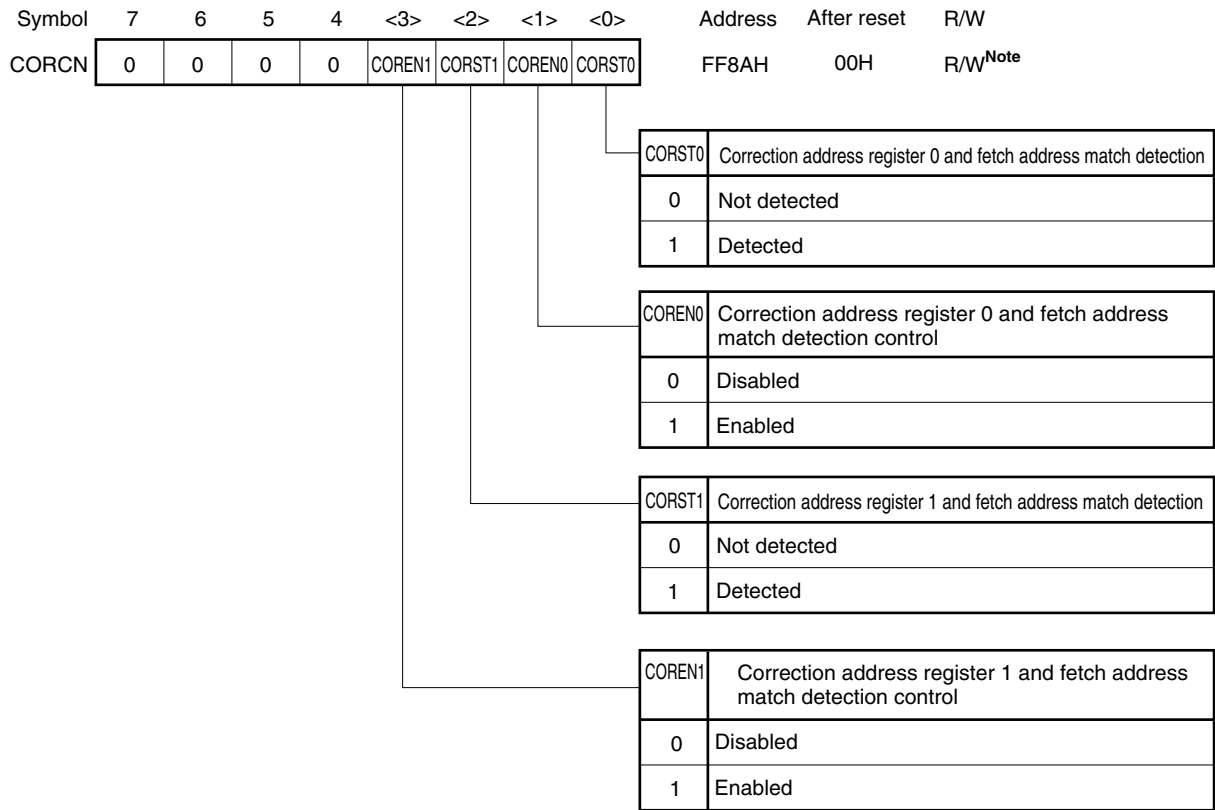 Symbol 7 6 5 4 <3> <2> <1> <0> Address After reset R/W
CORCN 0 0 0 0 COREN1 CORST1 COREN0 CORST0 FF8AH 00H R/WNote
CORST0 Correction address register 0 and fetch address match detection
0 Not detected
1 Detected
COREN0 Correction address register 0 and fetch address
match detection control
0 Disabled
1 Enabled
CORST1 Correction address register 1 and fetch address match detection
0 Not detected
1 Detected
COREN1 Correction address register 1 and fetch address
match detection control
0 Disabled
1 Enabled